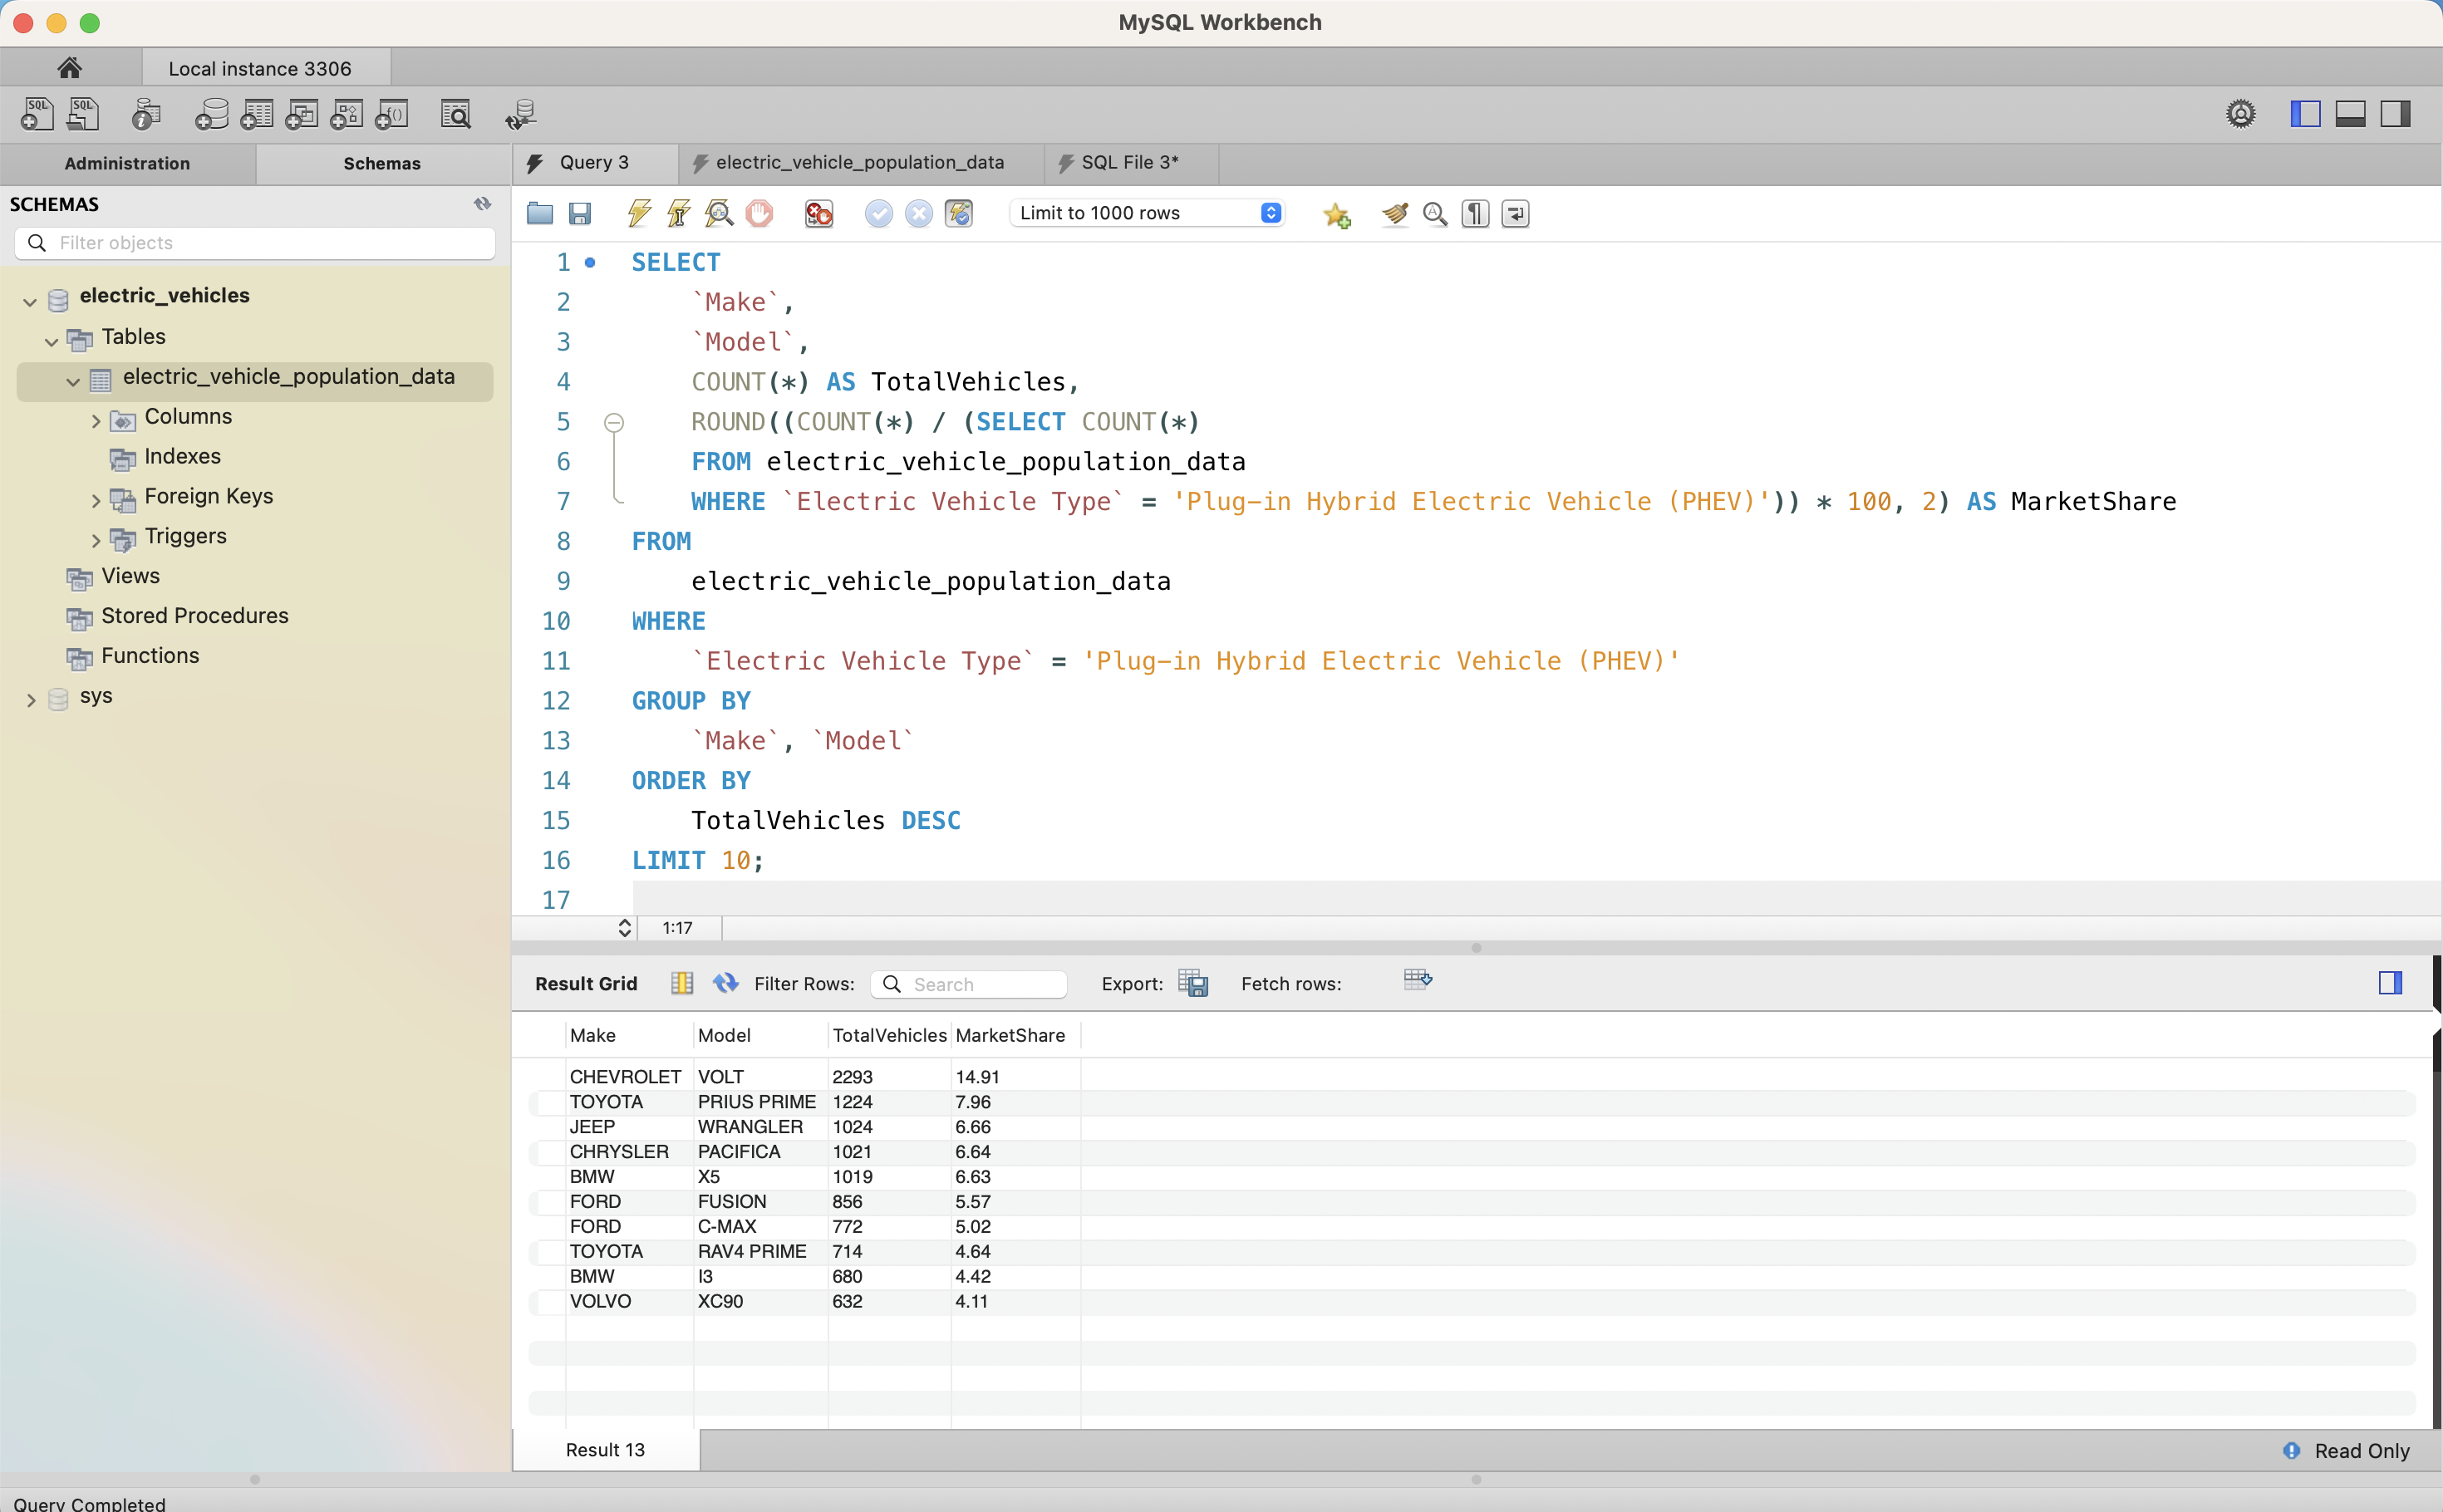 MySQL Workbench
Local instance 3306
Administration
Schemas
SCHEMAS
Filter objects
electric_vehicles
Tables
electric_vehicle_population_data
Columns
Indexes
Foreign Keys
Triggers
Views
Stored Procedures
Functions
sys
Query 3
electric_vehicle_population_data
SQL File 3*
Limit to 1000 rows
1 SELECT
2 `Make`,
3 `Model`,
4 COUNT(*) AS TotalVehicles,
5 ROUND((COUNT(*) / (SELECT COUNT(*)
6 FROM electric_vehicle_population_data
7 WHERE `Electric Vehicle Type` = 'Plug-in Hybrid Electric Vehicle (PHEV)')) * 100, 2) AS MarketShare
8 FROM
9 electric_vehicle_population_data
10 WHERE
11 `Electric Vehicle Type` = 'Plug-in Hybrid Electric Vehicle (PHEV)'
12 GROUP BY
13 `Make`, `Model`
14 ORDER BY
15 TotalVehicles DESC
16 LIMIT 10;
17
1:17
Result Grid Filter Rows: Search Export: Fetch rows:
Make Model TotalVehicles MarketShare
CHEVROLET VOLT 2293 14.91
TOYOTA PRIUS PRIME 1224 7.96
JEEP WRANGLER 1024 6.66
CHRYSLER PACIFICA 1021 6.64
BMW X5 1019 6.63
FORD FUSION 856 5.57
FORD C-MAX 772 5.02
TOYOTA RAV4 PRIME 714 4.64
BMW I3 680 4.42
VOLVO XC90 632 4.11
Result 13
Read Only
Query Completed